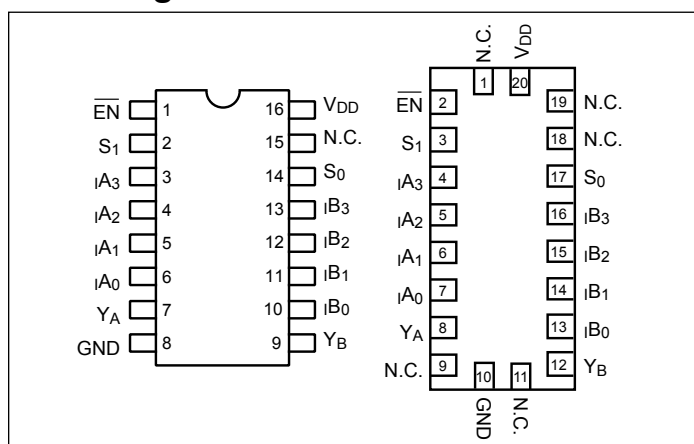 N.C.
VDD
EN
1
16
VDD
S1
2
15
N.C.
IA3
3
14
S0
IA2
4
13
IB3
IA1
5
12
IB2
IA0
6
11
IB1
YA
7
10
IB0
GND
8
9
YB
1
20
EN
2
19
N.C.
S1
3
18
N.C.
IA3
4
17
S0
IA2
5
16
IB3
IA1
6
15
IB2
IA0
7
14
IB1
YA
8
13
IB0
N.C.
9
10
11
12
YB
GND
N.C.